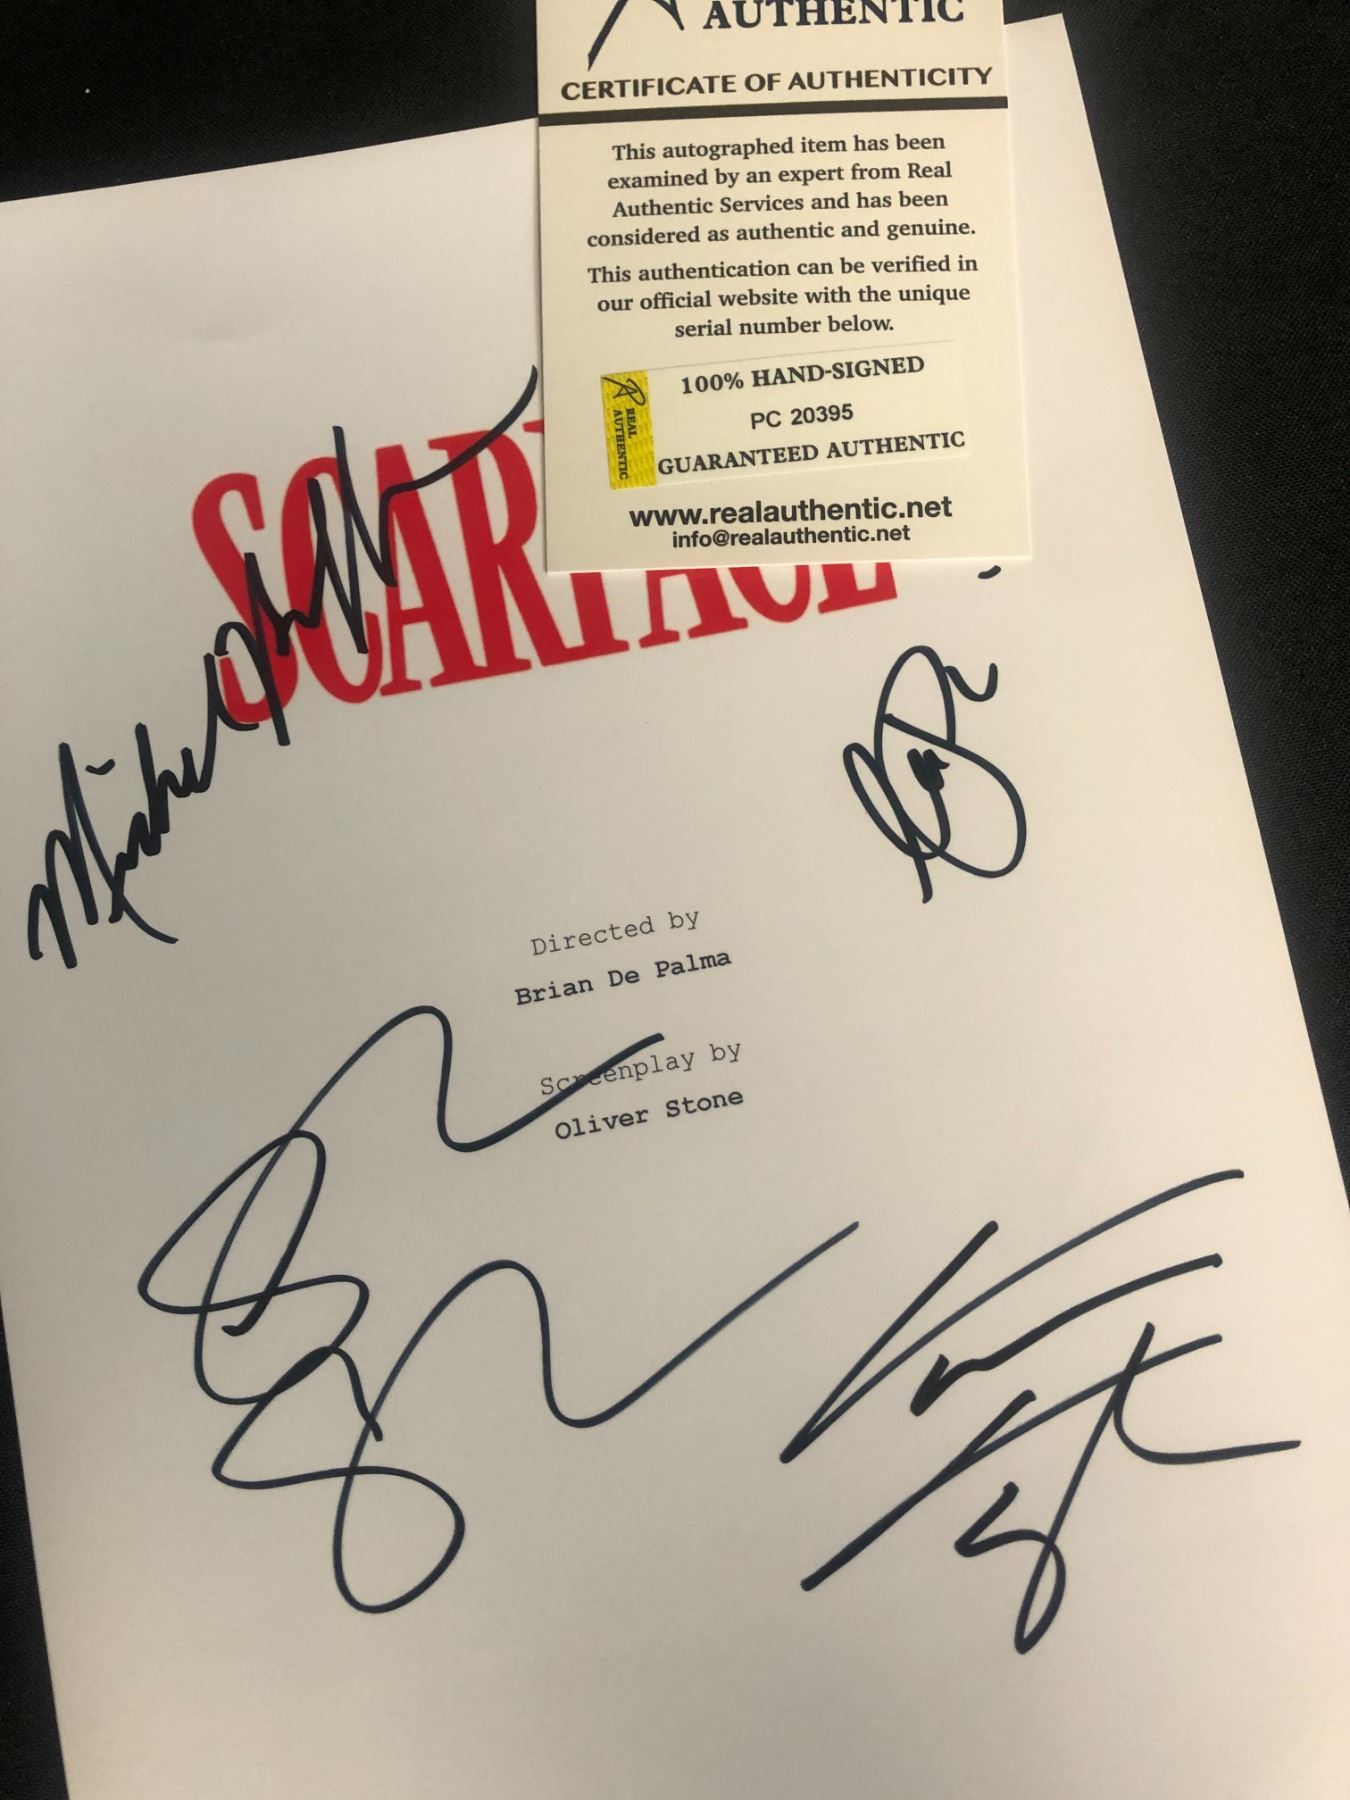 AUTHENTIC
CERTIFICATE OF AUTHENTICITY
This autographed item has been
examined by an expert from Real
Authentic Services and has been
considered as authentic and genuine.
This authentication can be verified in
our official website with the unique
serial number below.
REAL
AUTHENTIC
100% HAND-SIGNED
PC 20395
GUARANTEED AUTHENTIC
www.realauthentic.net
info@realauthentic.net
SCARFACE
Directed by
Brian De Palma
Screenplay by
Oliver Stone